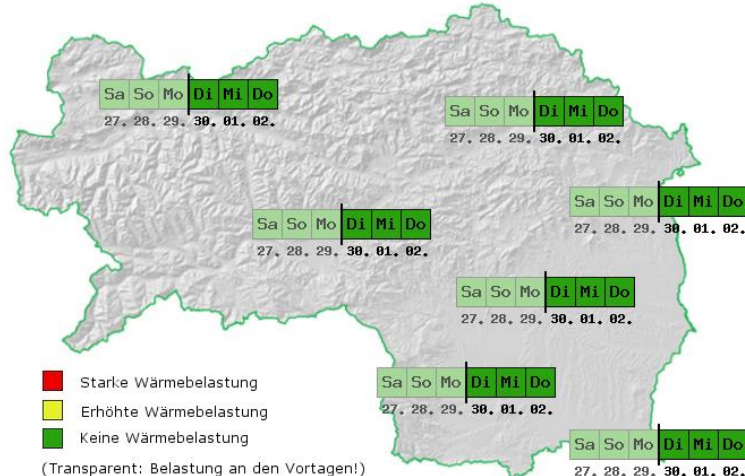 Sa So Mo Di Mi Do
27. 28. 29. 30. 01. 02.
Sa So Mo Di Mi Do
27. 28. 29. 30. 01. 02.
Sa So Mo Di Mi Do
27. 28. 29. 30. 01. 02.
Sa So Mo Di Mi Do
27. 28. 29. 30. 01. 02.
Sa So Mo Di Mi Do
27. 28. 29. 30. 01. 02.
Sa So Mo Di Mi Do
27. 28. 29. 30. 01. 02.
Sa So Mo Di Mi Do
27. 28. 29. 30. 01. 02.
Starke Wärmebelastung
Erhöhte Wärmebelastung
Keine Wärmebelastung
(Transparent: Belastung an den Vortagen!)